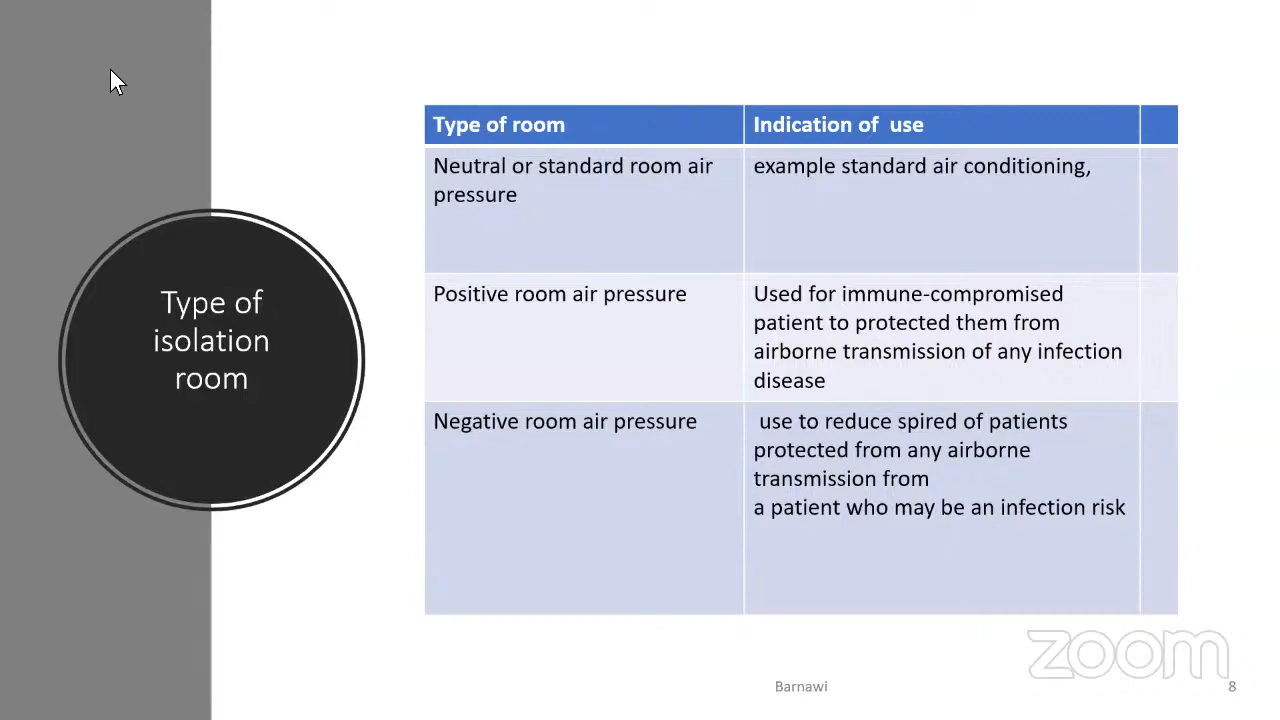 Type of
isolation
room
Type of room
Indication of  use
Neutral or standard room air
pressure
example standard air conditioning,
Positive room air pressure
Used for immune-compromised
patient to protected them from
airborne transmission of any infection
disease
Negative room air pressure
use to reduce spired of patients
protected from any airborne
transmission from
a patient who may be an infection risk
zoom
Barnawi
8